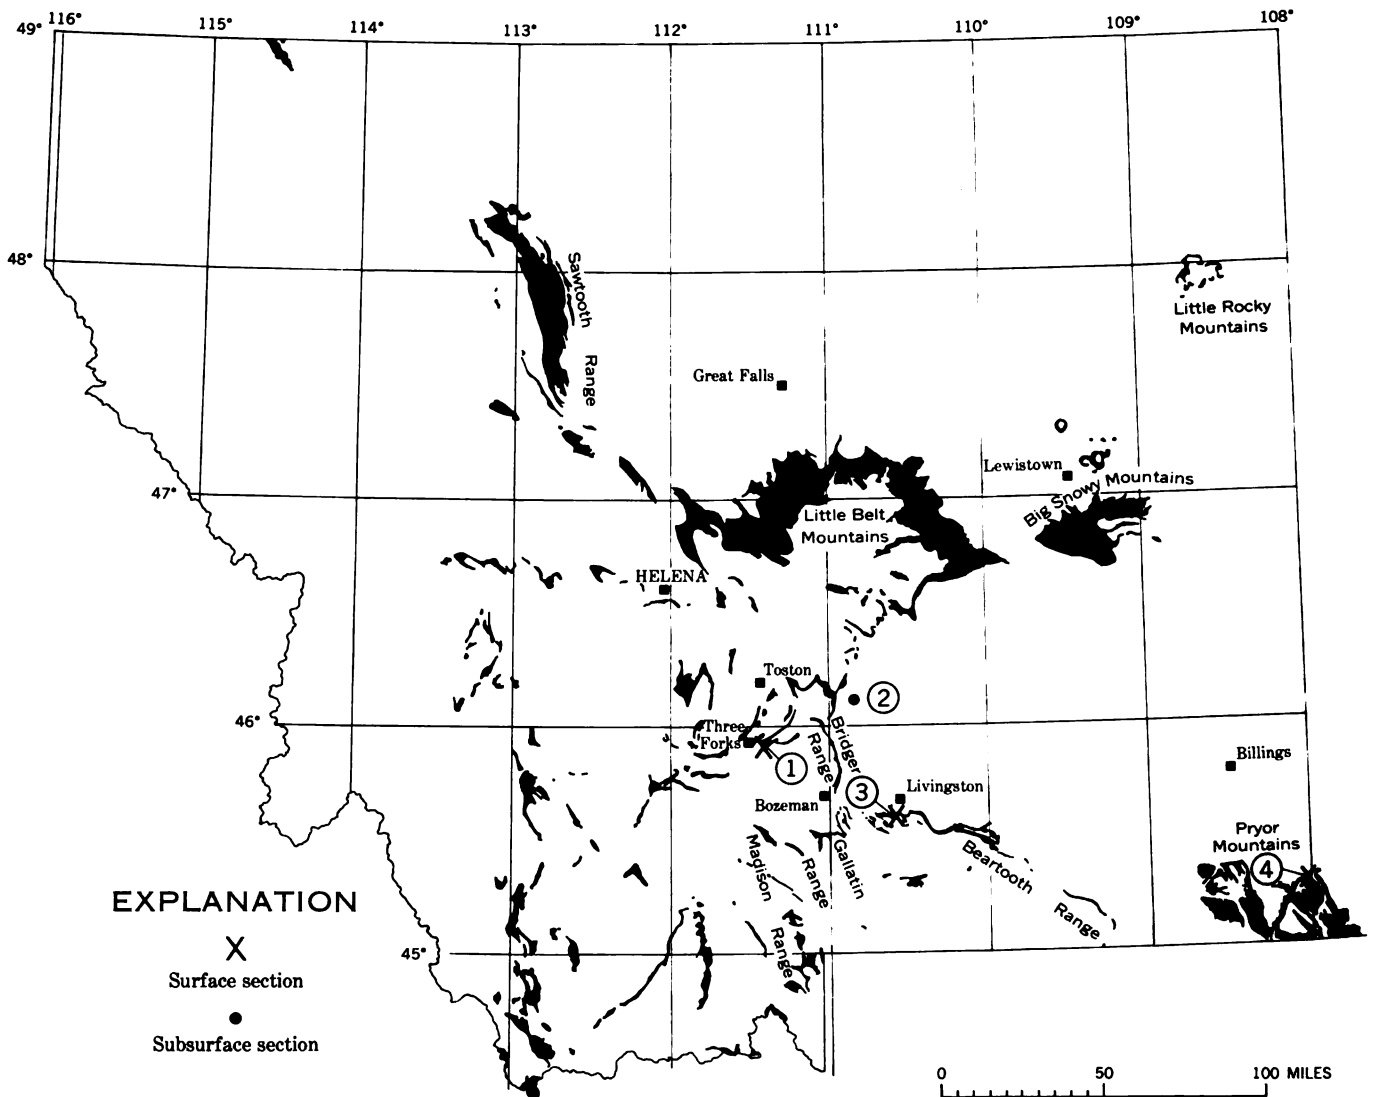 116°
115°
114°
113°
112°
111°
110°
109°
108°
49°
48°
Sawtooth
Range
Little Rocky
Mountains
Great Falls
Lewistown
47°
Big Snowy Mountains
Little Belt
Mountains
HELENA
Toston
2
46°
Three
Forks
Bridger
Range
1
Billings
3
Livingston
Bozeman
Pryor
Mountains
4
Madison
Range
Gallatin
Range
Beartooth
Range
45°
EXPLANATION
X
Surface section
Subsurface section
0 50 100 MILES